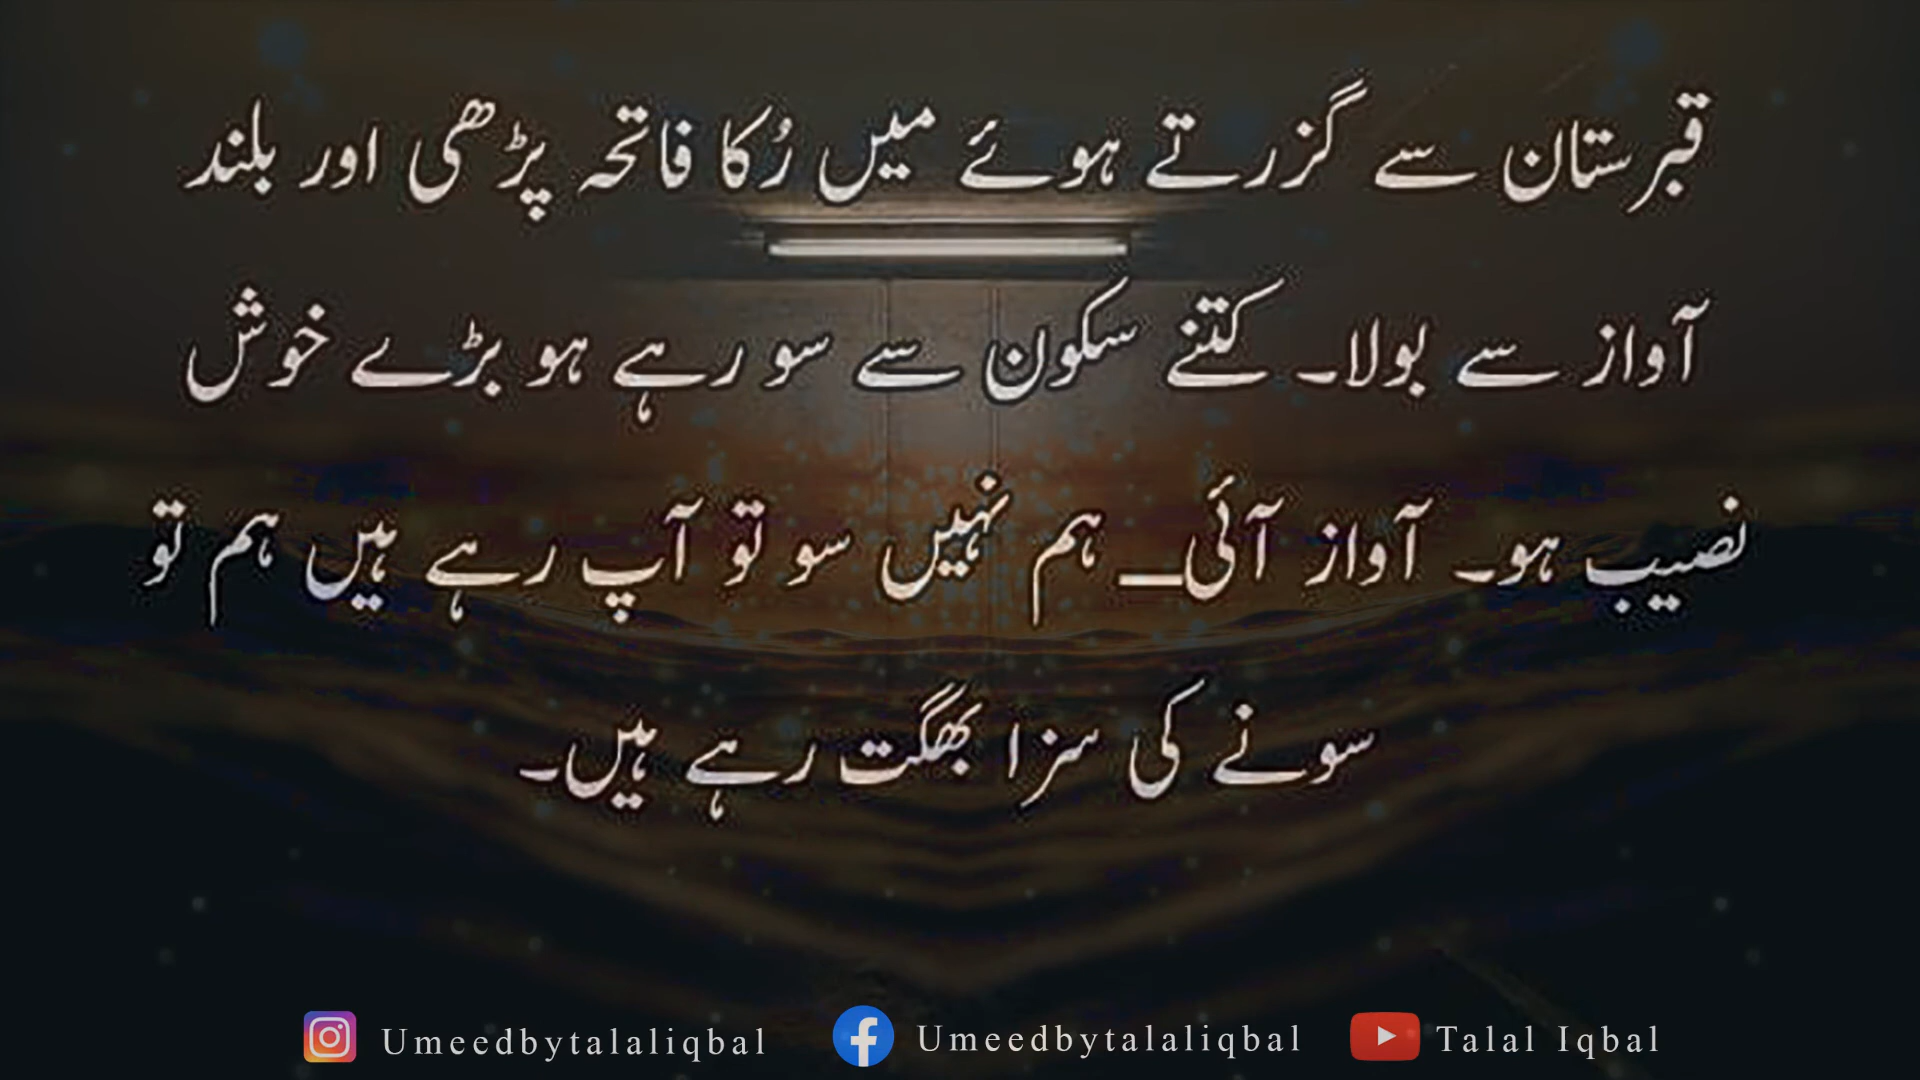 قبرستان سے گزرتے ہوئے میں رُکا فاتحہ پڑھی اور بلند
آواز سے بولا۔ کتنے سکون سے سو رہے ہو بڑے خوش
نصیب ہو۔ آواز آئی__ ہم نہیں سو تو آپ رہے ہیں ہم تو
سونے کی سزا بھگت رہے ہیں۔
Umeedbytalaliqbal Umeedbytalaliqbal Talal Iqbal